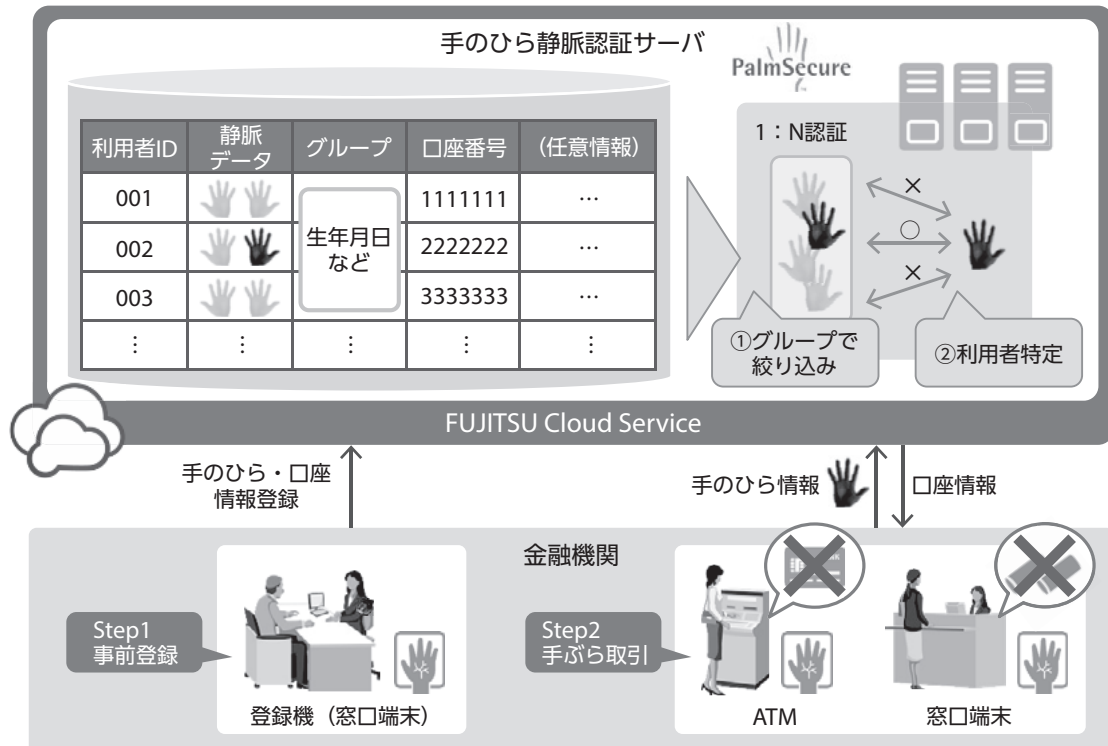 手のひら静脈認証サーバ
PalmSecure
利用者ID
静脈
データ
グループ
口座番号
(任意情報)
001
1111111
…
002
2222222
…
003
3333333
…
生年月日
など
⋮
⋮
⋮
⋮
⋮
1：N認証
×
○
×
①グループで
絞り込み
②利用者特定
FUJITSU Cloud Service
手のひら・口座
情報登録
手のひら情報
口座情報
金融機関
Step1
事前登録
登録機（窓口端末）
Step2
手ぶら取引
ATM
窓口端末